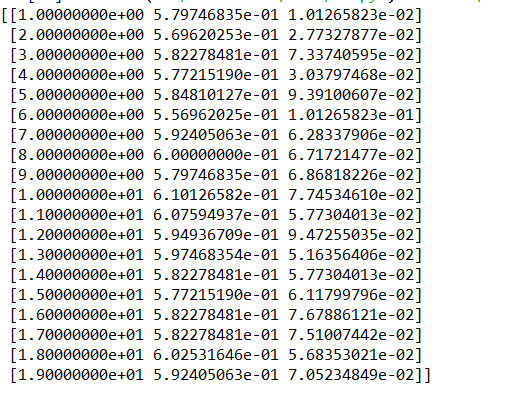 [[1.00000000e+00 5.79746835e-01 1.01265823e-02]
[2.00000000e+00 5.69620253e-01 2.77327877e-02]
[3.00000000e+00 5.82278481e-01 7.33740595e-02]
[4.00000000e+00 5.77215190e-01 3.03797468e-02]
[5.00000000e+00 5.84810127e-01 9.39100607e-02]
[6.00000000e+00 5.56962025e-01 1.01265823e-01]
[7.00000000e+00 5.92405063e-01 6.28337906e-02]
[8.00000000e+00 6.00000000e-01 6.71721477e-02]
[9.00000000e+00 5.79746835e-01 6.86818226e-02]
[1.00000000e+01 6.10126582e-01 7.74534610e-02]
[1.10000000e+01 6.07594937e-01 5.77304013e-02]
[1.20000000e+01 5.94936709e-01 9.47255035e-02]
[1.30000000e+01 5.97468354e-01 5.16356406e-02]
[1.40000000e+01 5.82278481e-01 5.77304013e-02]
[1.50000000e+01 5.77215190e-01 6.11799796e-02]
[1.60000000e+01 5.82278481e-01 7.67886121e-02]
[1.70000000e+01 5.82278481e-01 7.51007442e-02]
[1.80000000e+01 6.02531646e-01 5.68353021e-02]
[1.90000000e+01 5.92405063e-01 7.05234849e-02]]